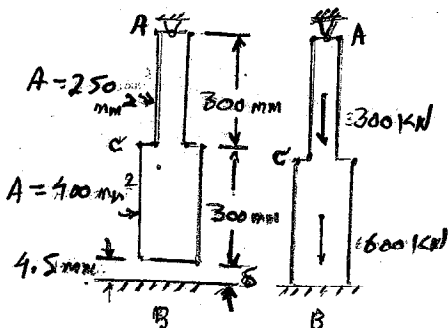 A
A
A=250
mm²
300 mm
300 KN
C
C
A=400 mm²
300 mm
600 KN
4.5 mm
δ
B
B